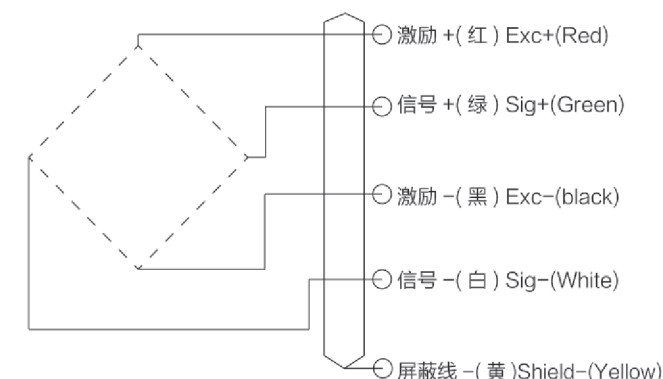 激励 +( 红 ) Exc+(Red)
信号 +( 绿 ) Sig+(Green)
激励 -( 黑 ) Exc-(black)
信号 -( 白 ) Sig-(White)
屏蔽线 -( 黄 )Shield-(Yellow)